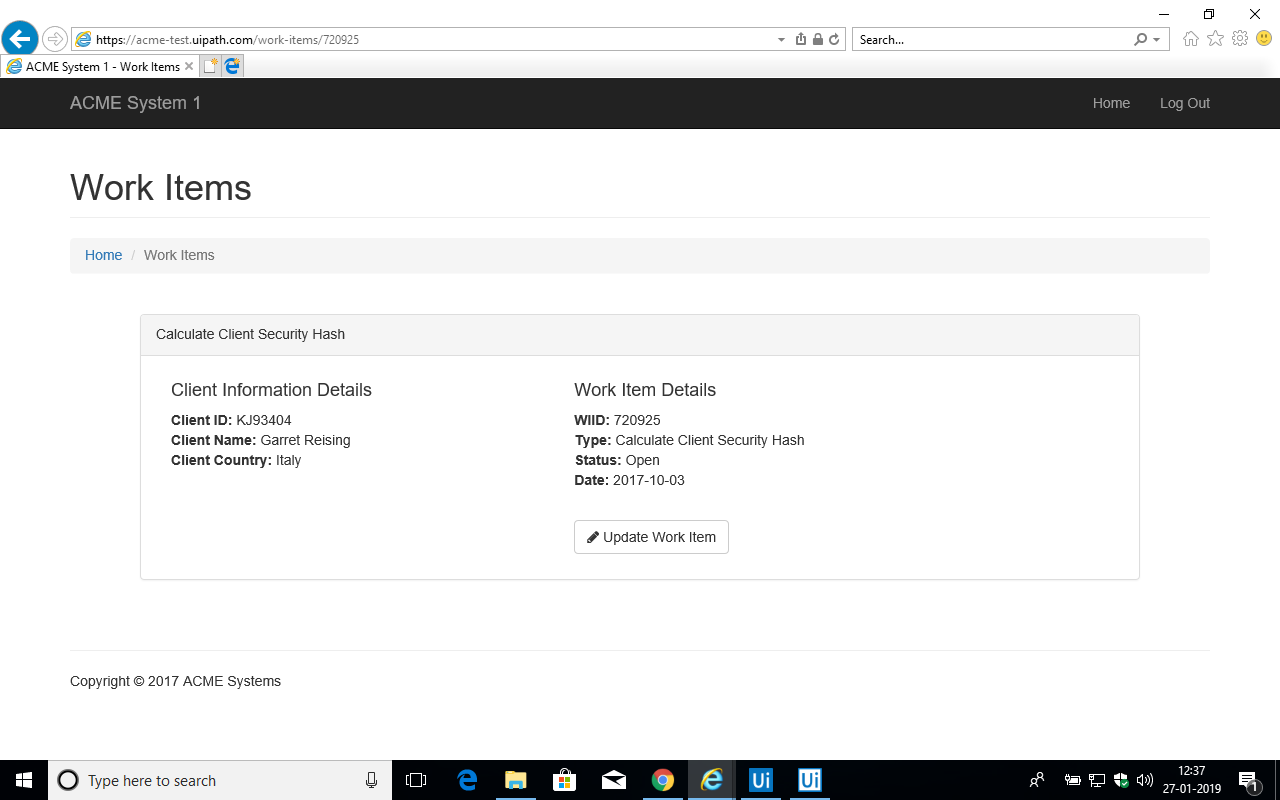 https://acme-test.uipath.com/work-items/720925
Search...
ACME System 1 - Work Items
ACME System 1
Home
Log Out
Work Items
Home / Work Items
Calculate Client Security Hash
Client Information Details
Client ID: KJ93404
Client Name: Garret Reising
Client Country: Italy
Work Item Details
WIID: 720925
Type: Calculate Client Security Hash
Status: Open
Date: 2017-10-03
Update Work Item
Copyright © 2017 ACME Systems
Type here to search
Ui
Ui
12:37
27-01-2019
1